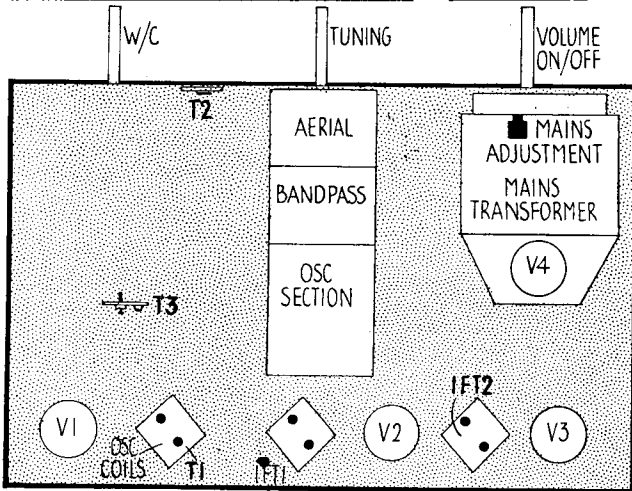 W/C
TUNING
VOLUME
ON/OFF
T2
AERIAL
BANDPASS
OSC
SECTION
MAINS
ADJUSTMENT
MAINS
TRANSFORMER
V4
T3
V1
OSC
COILS
T1
IFT1
V2
IFT2
V3